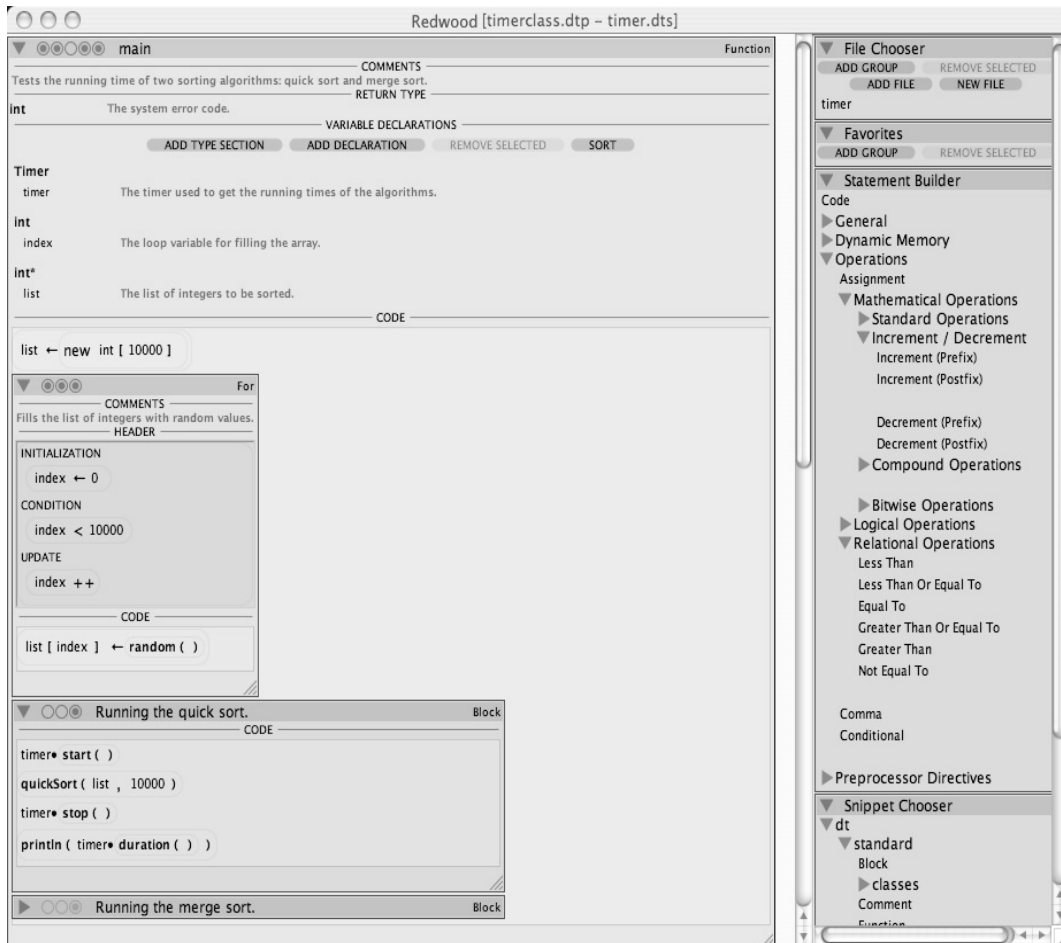 Redwood [timerclass.dtp – timer.dts]
main Function
COMMENTS
Tests the running time of two sorting algorithms: quick sort and merge sort.
RETURN TYPE
int The system error code.
VARIABLE DECLARATIONS
ADD TYPE SECTION ADD DECLARATION REMOVE SELECTED SORT
Timer
timer The timer used to get the running times of the algorithms.
int
index The loop variable for filling the array.
int*
list The list of integers to be sorted.
CODE
list ← new int [ 10000 ]
For
COMMENTS
Fills the list of integers with random values.
HEADER
INITIALIZATION
index ← 0
CONDITION
index < 10000
UPDATE
index ++
CODE
list [ index ] ← random ( )
Running the quick sort. Block
CODE
timer• start ( )
quickSort ( list , 10000 )
timer• stop ( )
println ( timer• duration ( ) )
Running the merge sort. Block
File Chooser
ADD GROUP REMOVE SELECTED
ADD FILE NEW FILE
timer
Favorites
ADD GROUP REMOVE SELECTED
Statement Builder
Code
General
Dynamic Memory
Operations
Assignment
Mathematical Operations
Standard Operations
Increment / Decrement
Increment (Prefix)
Increment (Postfix)
Decrement (Prefix)
Decrement (Postfix)
Compound Operations
Bitwise Operations
Logical Operations
Relational Operations
Less Than
Less Than Or Equal To
Equal To
Greater Than Or Equal To
Greater Than
Not Equal To
Comma
Conditional
Preprocessor Directives
Snippet Chooser
dt
standard
Block
classes
Comment
Function